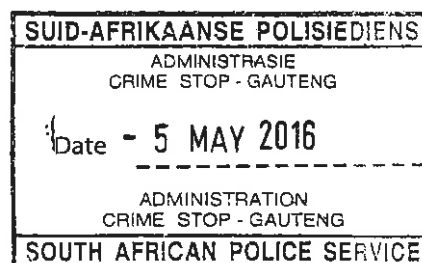 SUID-AFRIKAANSE POLISIEDIENS
ADMINISTRASIE
CRIME STOP - GAUTENG
Date - 5 MAY 2016
ADMINISTRATION
CRIME STOP - GAUTENG
SOUTH AFRICAN POLICE SERVICE